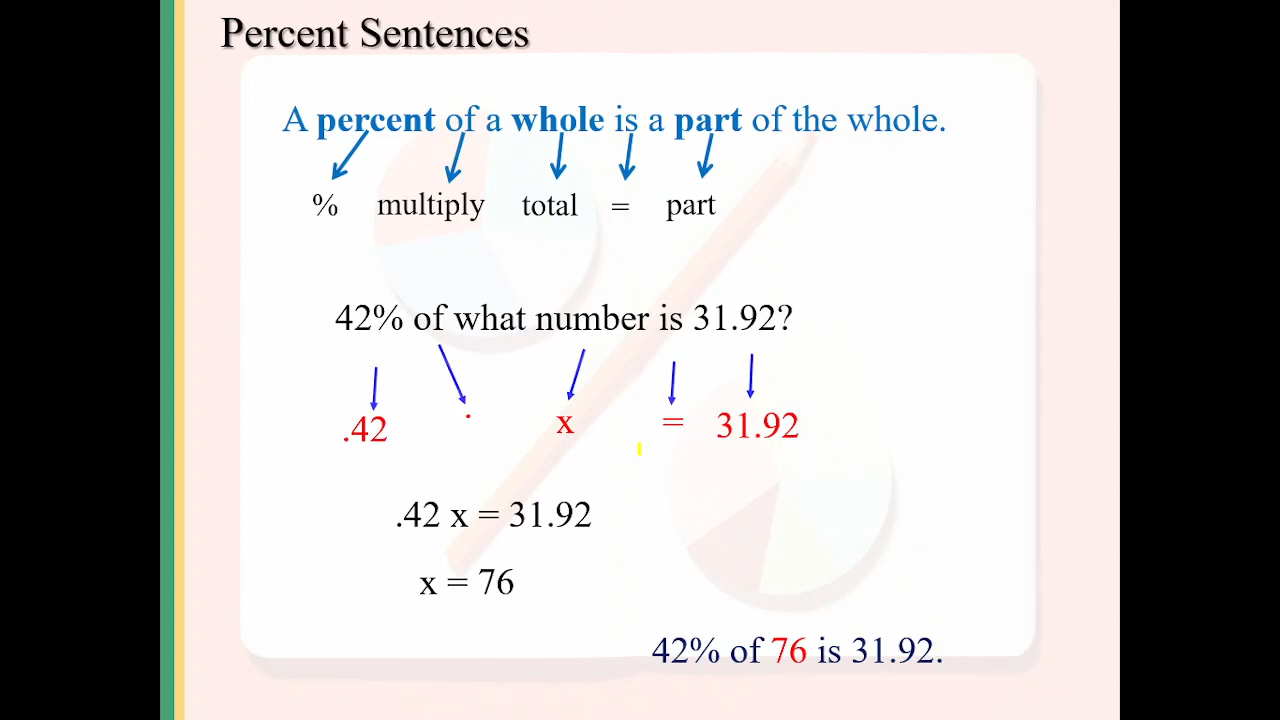 Percent Sentences
A percent of a whole is a part of the whole.
% multiply total = part
42% of what number is 31.92?
.42 · x = 31.92
.42 x = 31.92
x = 76
42% of 76 is 31.92.